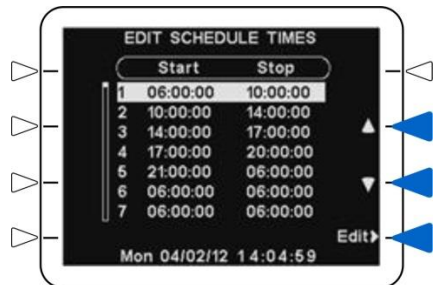 EDIT SCHEDULE TIMES
Start Stop
1 06:00:00 10:00:00
2 10:00:00 14:00:00
3 14:00:00 17:00:00
4 17:00:00 20:00:00
5 21:00:00 06:00:00
6 06:00:00 06:00:00
7 06:00:00 06:00:00
Edit
Mon 04/02/12 14:04:59